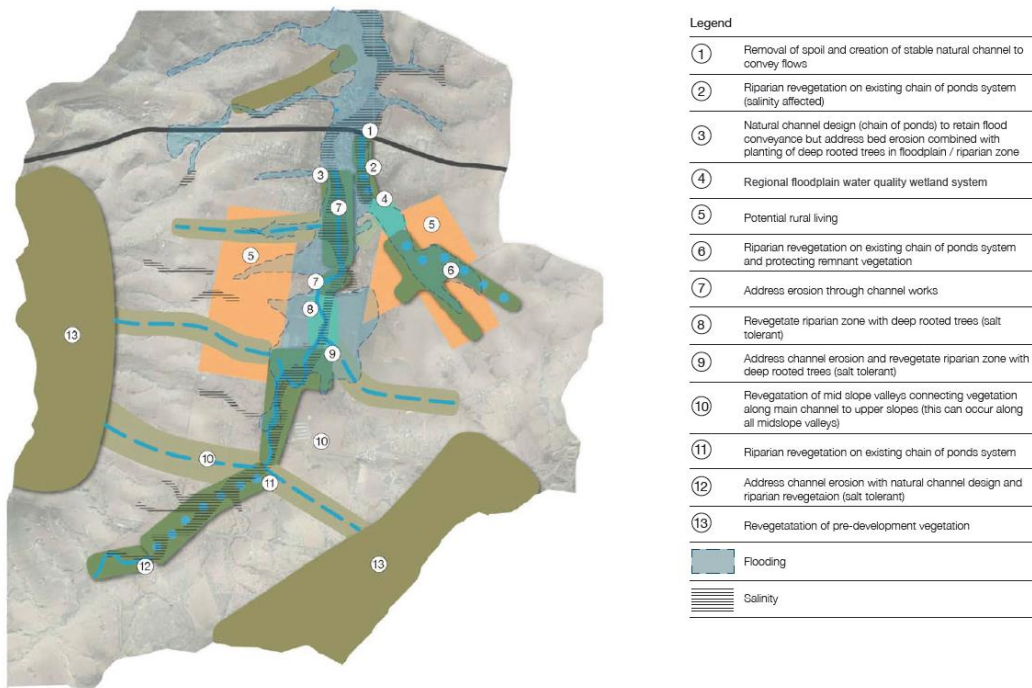 Legend
1
Removal of spoil and creation of stable natural channel to
convey flows
2
Riparian revegetation on existing chain of ponds system
(salinity affected)
3
Natural channel design (chain of ponds) to retain flood
conveyance but address bed erosion combined with
planting of deep rooted trees in floodplain / riparian zone
4
Regional floodplain water quality wetland system
5
Potential rural living
6
Riparian revegetation on existing chain of ponds system
and protecting remnant vegetation
7
Address erosion through channel works
8
Revegetate riparian zone with deep rooted trees (salt
tolerant)
9
Address channel erosion and revegetate riparian zone with
deep rooted trees (salt tolerant)
10
Revegatation of mid slope valleys connecting vegetation
along main channel to upper slopes (this can occur along
all midslope valleys)
11
Riparian revegetation on existing chain of ponds system
12
Address channel erosion with natural channel design and
riparian revegetaion (salt tolerant)
13
Revegetatation of pre-development vegetation
Flooding
Salinity
1
2
3
4
7
5
5
6
7
8
13
9
10
10
11
12
13